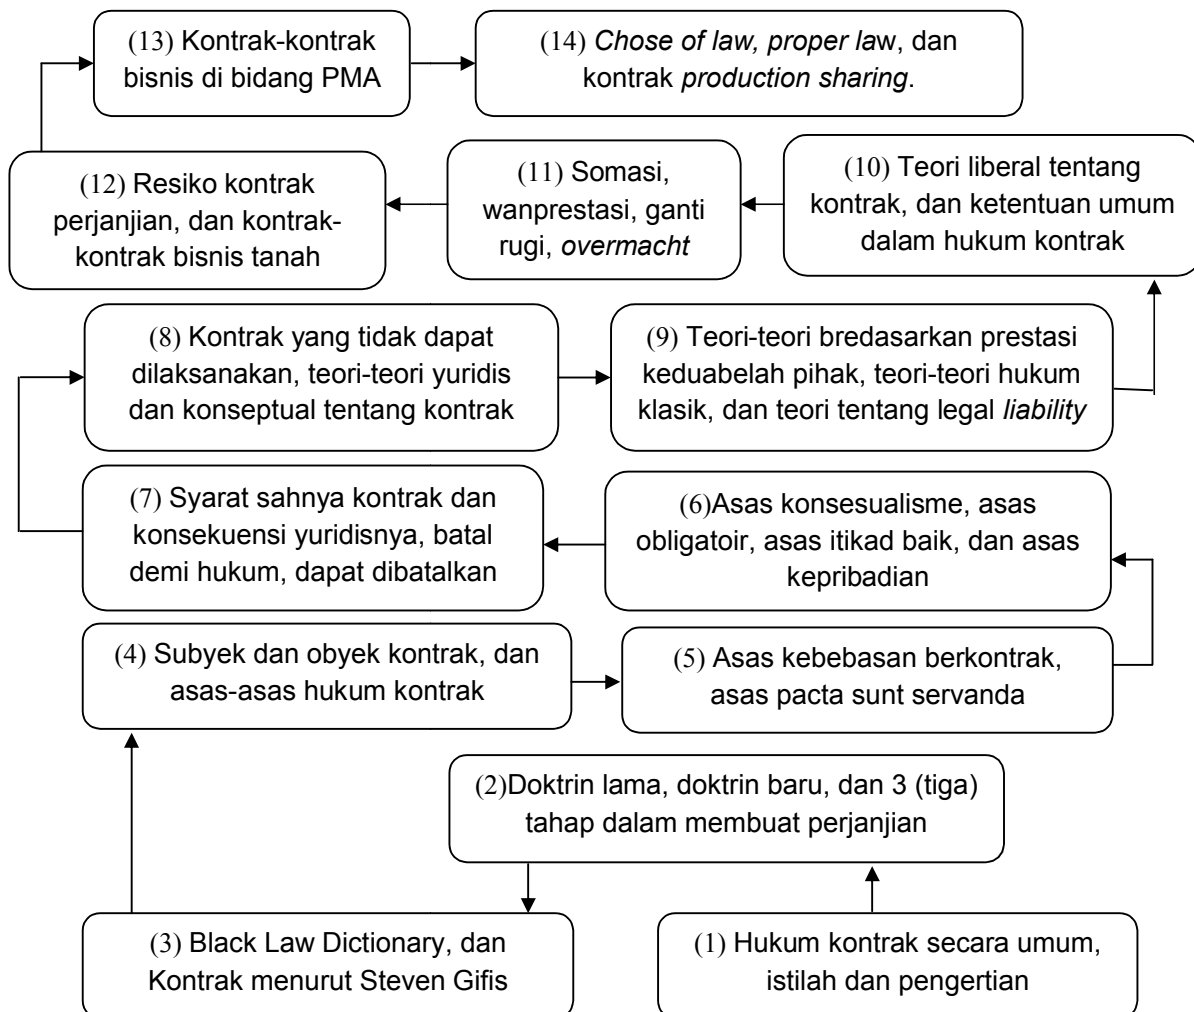 (13) Kontrak-kontrak
bisnis di bidang PMA
(14) Chose of law, proper law, dan
kontrak production sharing.
(12) Resiko kontrak
perjanjian, dan kontrak-
kontrak bisnis tanah
(11) Somasi,
wanprestasi, ganti
rugi, overmacht
(10) Teori liberal tentang
kontrak, dan ketentuan umum
dalam hukum kontrak
(8) Kontrak yang tidak dapat
dilaksanakan, teori-teori yuridis
dan konseptual tentang kontrak
(9) Teori-teori bredasarkan prestasi
keduabelah pihak, teori-teori hukum
klasik, dan teori tentang legal liability
(7) Syarat sahnya kontrak dan
konsekuensi yuridisnya, batal
demi hukum, dapat dibatalkan
(6)Asas konsesualisme, asas
obligatoir, asas itikad baik, dan asas
kepribadian
(4) Subyek dan obyek kontrak, dan
asas-asas hukum kontrak
(5) Asas kebebasan berkontrak,
asas pacta sunt servanda
(2)Doktrin lama, doktrin baru, dan 3 (tiga)
tahap dalam membuat perjanjian
(3) Black Law Dictionary, dan
Kontrak menurut Steven Gifis
(1) Hukum kontrak secara umum,
istilah dan pengertian